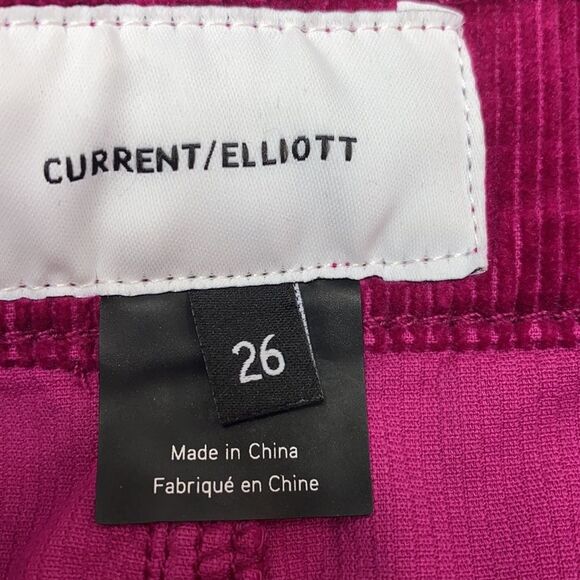 CURRENT/ELLIOTT
26
Made in China
Fabriqué en Chine